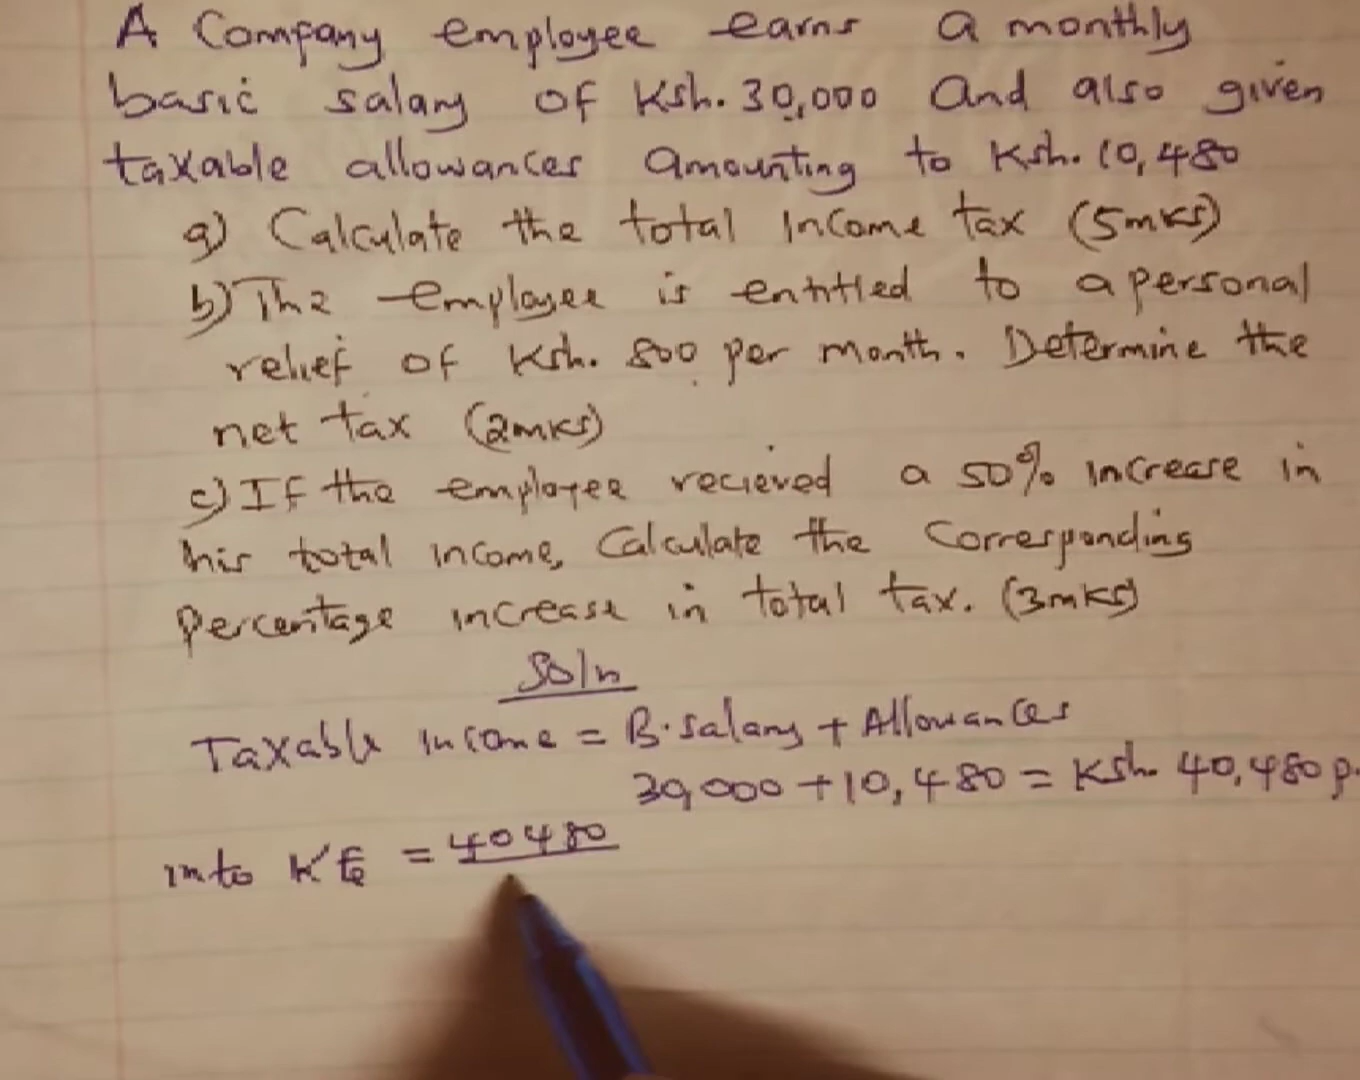 A Company employee earns a monthly
basic salary of Ksh. 30,000 and also given
taxable allowances amounting to Ksh. 10,480
a) Calculate the total income tax (5mks)
b) The employee is entitled to a personal
relief of Ksh. 800 per month. Determine the
net tax (2mks)
c) If the employee recieved a 50% increase in
his total income, Calculate the Corresponding
percentage increase in total tax. (3mks)
Soln
Taxable income = B.salary + Allowances
30,000 + 10,480 = Ksh. 40,480 p.
into K£ = 40480